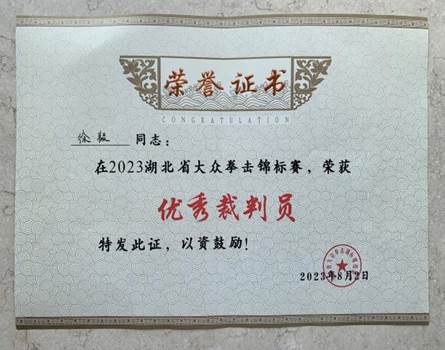 荣誉证书
CONGRATULATION
徐毅 同志：
在2023湖北省大众拳击锦标赛，荣获
优秀裁判员
特发此证，以资鼓励！
2023年8月2日